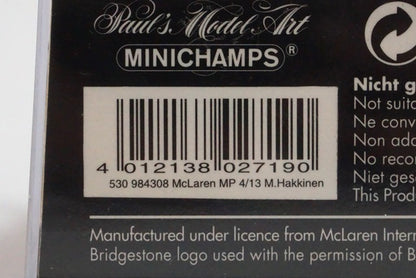 Paul's Model Art
MINICHAMPS®
4 012138 027190
530 984308 McLaren MP 4/13 M.Hakkinen
Nicht g
Not suita
Ne conv
Non ada
No recor
Niet gesc
This Prod
Manufactured under licence from McLaren Intern
Bridgestone logo used with the permission of B